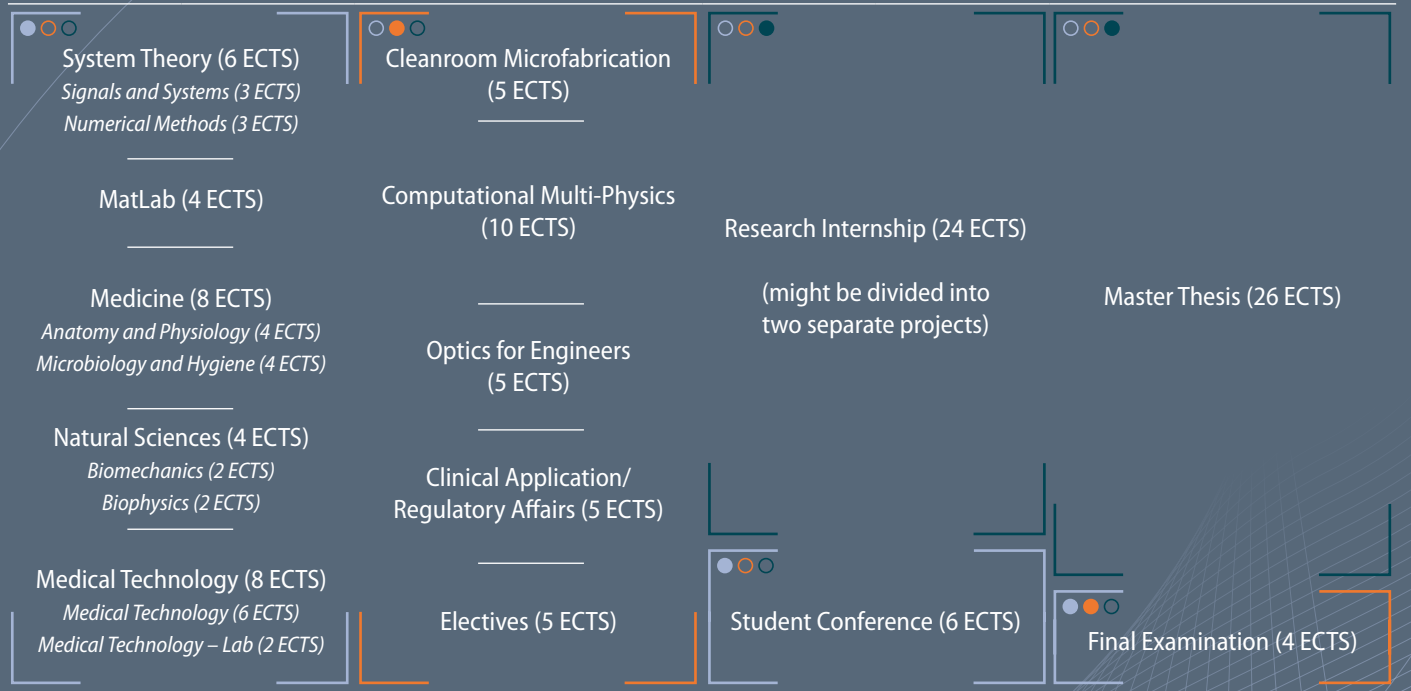 System Theory (6 ECTS)
Signals and Systems (3 ECTS)
Numerical Methods (3 ECTS)
MatLab (4 ECTS)
Medicine (8 ECTS)
Anatomy and Physiology (4 ECTS)
Microbiology and Hygiene (4 ECTS)
Natural Sciences (4 ECTS)
Biomechanics (2 ECTS)
Biophysics (2 ECTS)
Medical Technology (8 ECTS)
Medical Technology (6 ECTS)
Medical Technology – Lab (2 ECTS)
Cleanroom Microfabrication
(5 ECTS)
Computational Multi-Physics
(10 ECTS)
Optics for Engineers
(5 ECTS)
Clinical Application/
Regulatory Affairs (5 ECTS)
Electives (5 ECTS)
Research Internship (24 ECTS)
(might be divided into
two separate projects)
Student Conference (6 ECTS)
Master Thesis (26 ECTS)
Final Examination (4 ECTS)